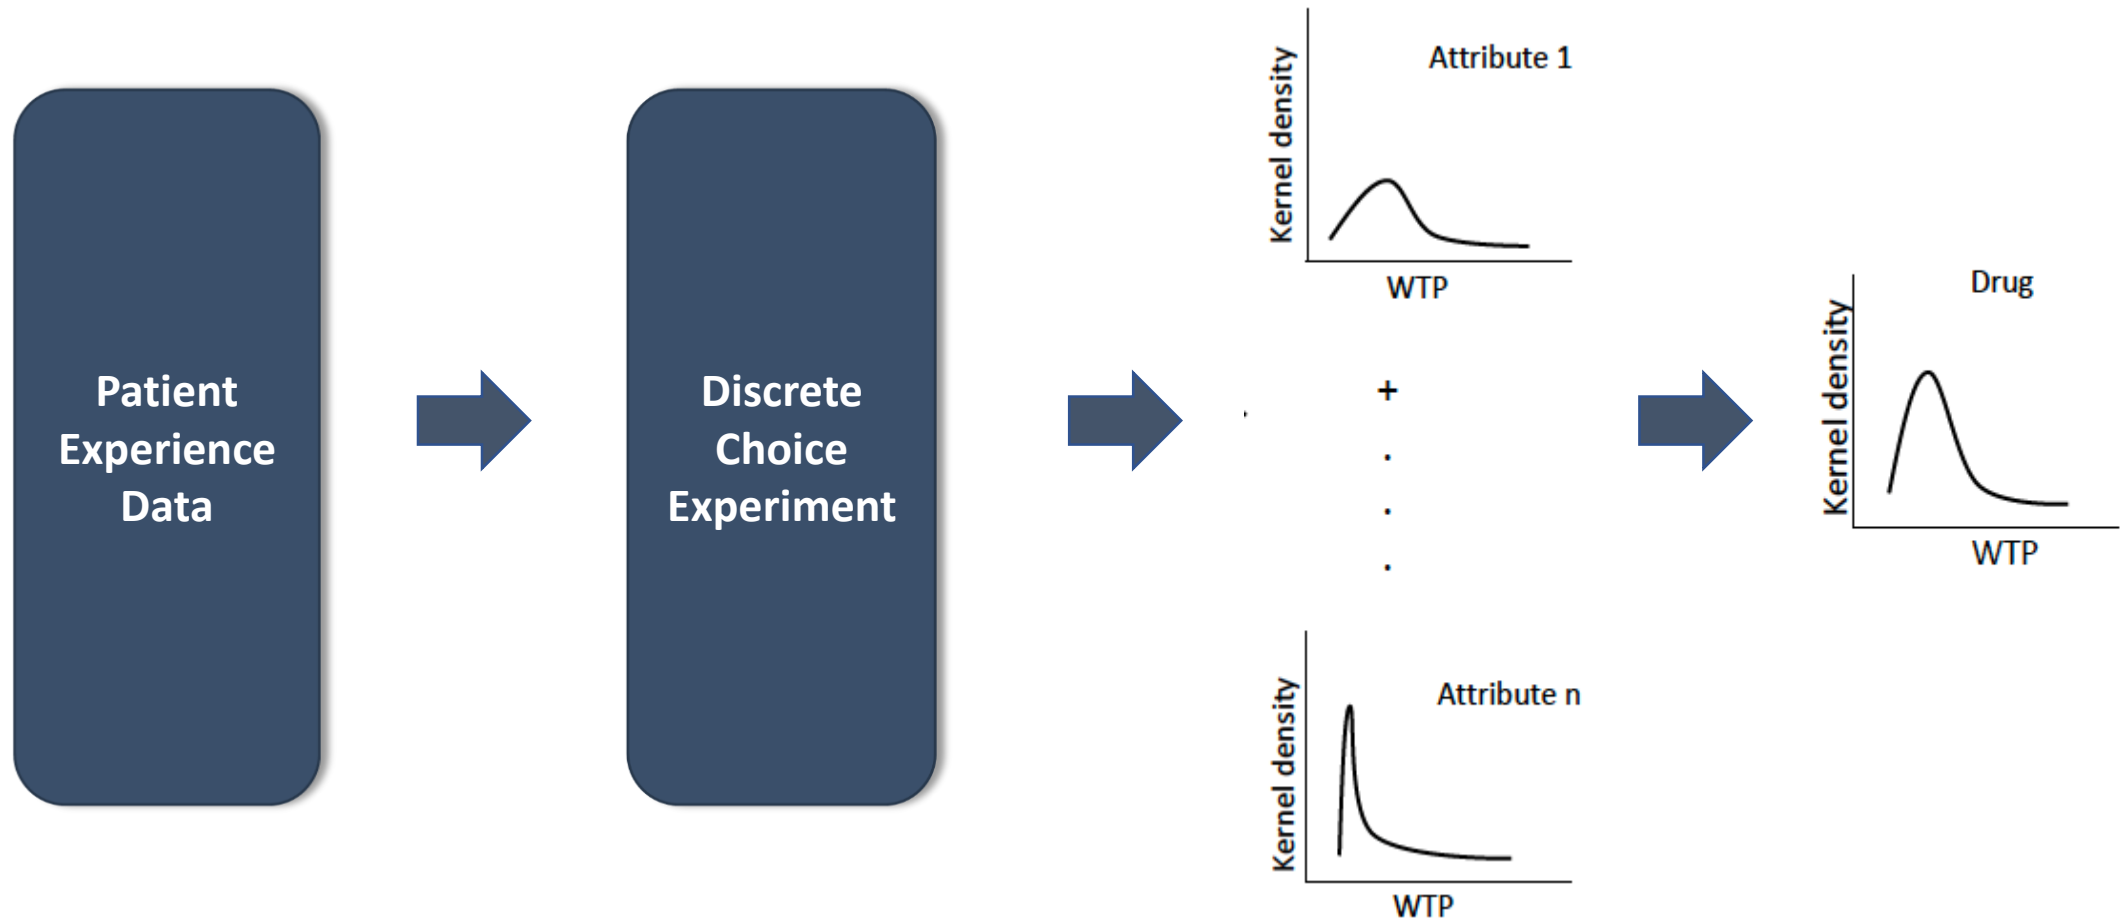 Patient
Experience
Data
Discrete
Choice
Experiment
Attribute 1
Kernel density
WTP
+
.
.
.
Attribute n
Kernel density
WTP
Drug
Kernel density
WTP